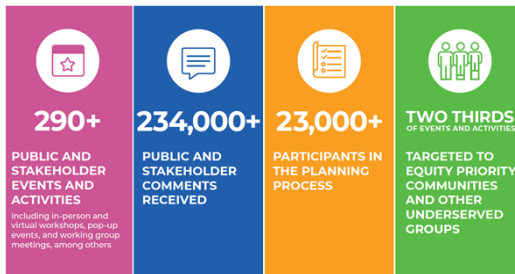 290+
PUBLIC AND
STAKEHOLDER
EVENTS AND
ACTIVITIES
including in-person and
virtual workshops, pop-up
events, and working group
meetings, among others
234,000+
PUBLIC AND
STAKEHOLDER
COMMENTS
RECEIVED
23,000+
PARTICIPANTS IN
THE PLANNING
PROCESS
TWO THIRDS
OF EVENTS AND ACTIVITIES
TARGETED TO
EQUITY PRIORITY
COMMUNITIES
AND OTHER
UNDERSERVED
GROUPS